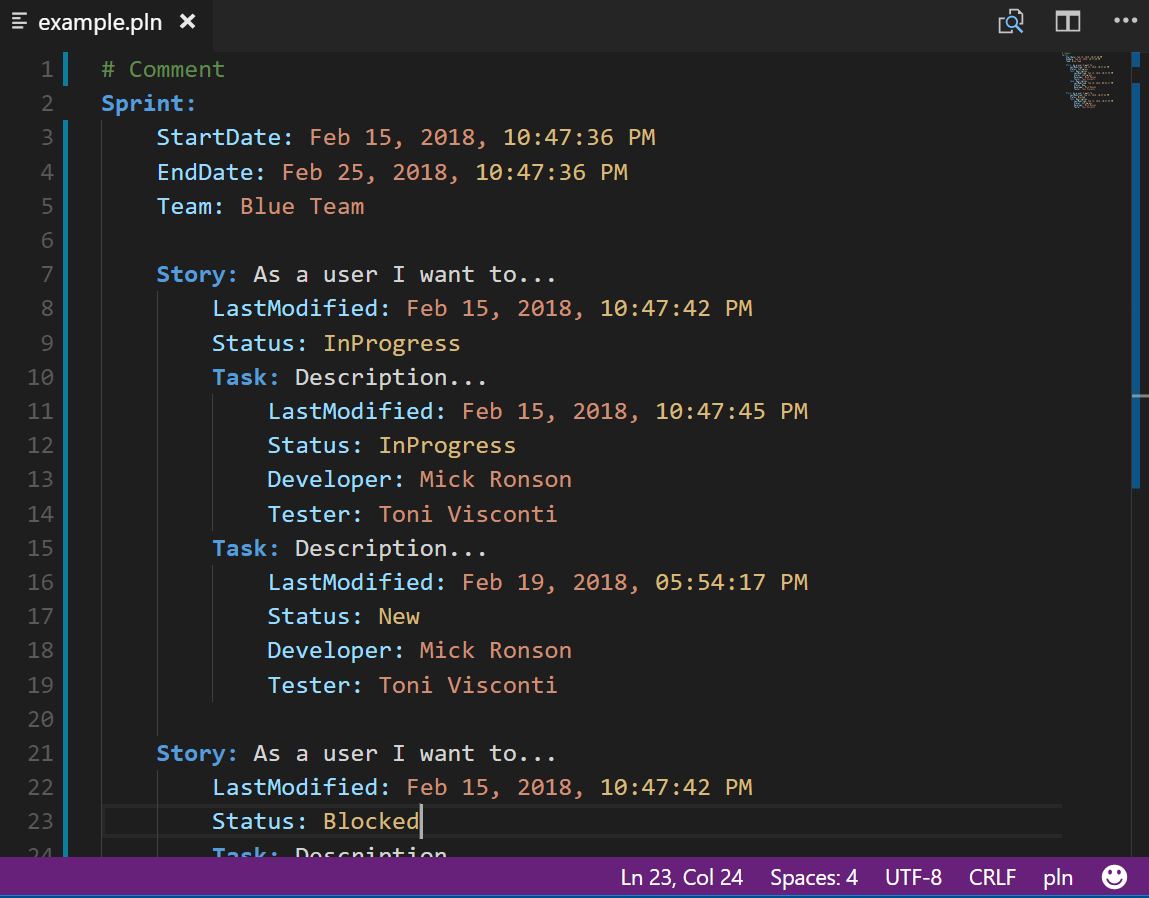 example.pln ×
1 # Comment
2 Sprint:
3 StartDate: Feb 15, 2018, 10:47:36 PM
4 EndDate: Feb 25, 2018, 10:47:36 PM
5 Team: Blue Team
6
7 Story: As a user I want to...
8 LastModified: Feb 15, 2018, 10:47:42 PM
9 Status: InProgress
10 Task: Description...
11 LastModified: Feb 15, 2018, 10:47:45 PM
12 Status: InProgress
13 Developer: Mick Ronson
14 Tester: Toni Visconti
15 Task: Description...
16 LastModified: Feb 19, 2018, 05:54:17 PM
17 Status: New
18 Developer: Mick Ronson
19 Tester: Toni Visconti
20
21 Story: As a user I want to...
22 LastModified: Feb 15, 2018, 10:47:42 PM
23 Status: Blocked
24 Task: Description
Ln 23, Col 24 Spaces: 4 UTF-8 CRLF pln